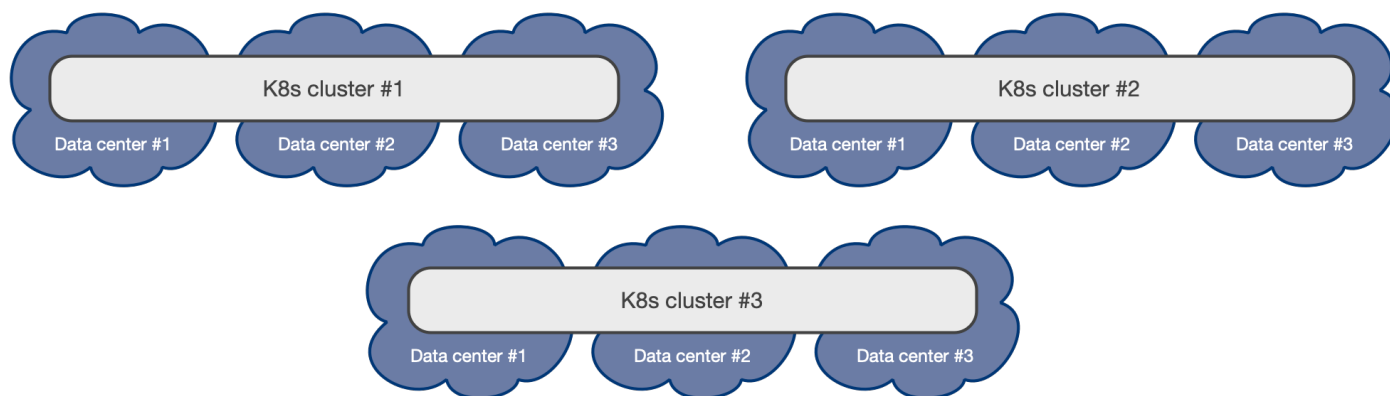 K8s cluster #1
Data center #1
Data center #2
Data center #3
K8s cluster #2
Data center #1
Data center #2
Data center #3
K8s cluster #3
Data center #1
Data center #2
Data center #3